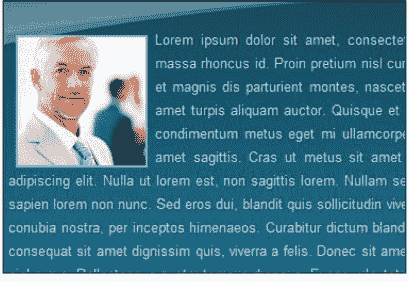 Lorem ipsum dolor sit amet, consecte
massa rhoncus id. Proin pretium nisl cur
et magnis dis parturient montes, nascet
amet turpis aliquam auctor. Quisque et
condimentum metus eget mi ullamcorpe
amet sagittis. Cras ut metus sit amet
adipiscing elit. Nulla ut lorem est, non sagittis lorem. Nullam se
sapien lorem non nunc. Sed eros dui, blandit quis sollicitudin vive
conubia nostra, per inceptos himenaeos. Curabitur dictum bland
consequat sit amet dignissim quis, viverra a felis. Donec sit ame